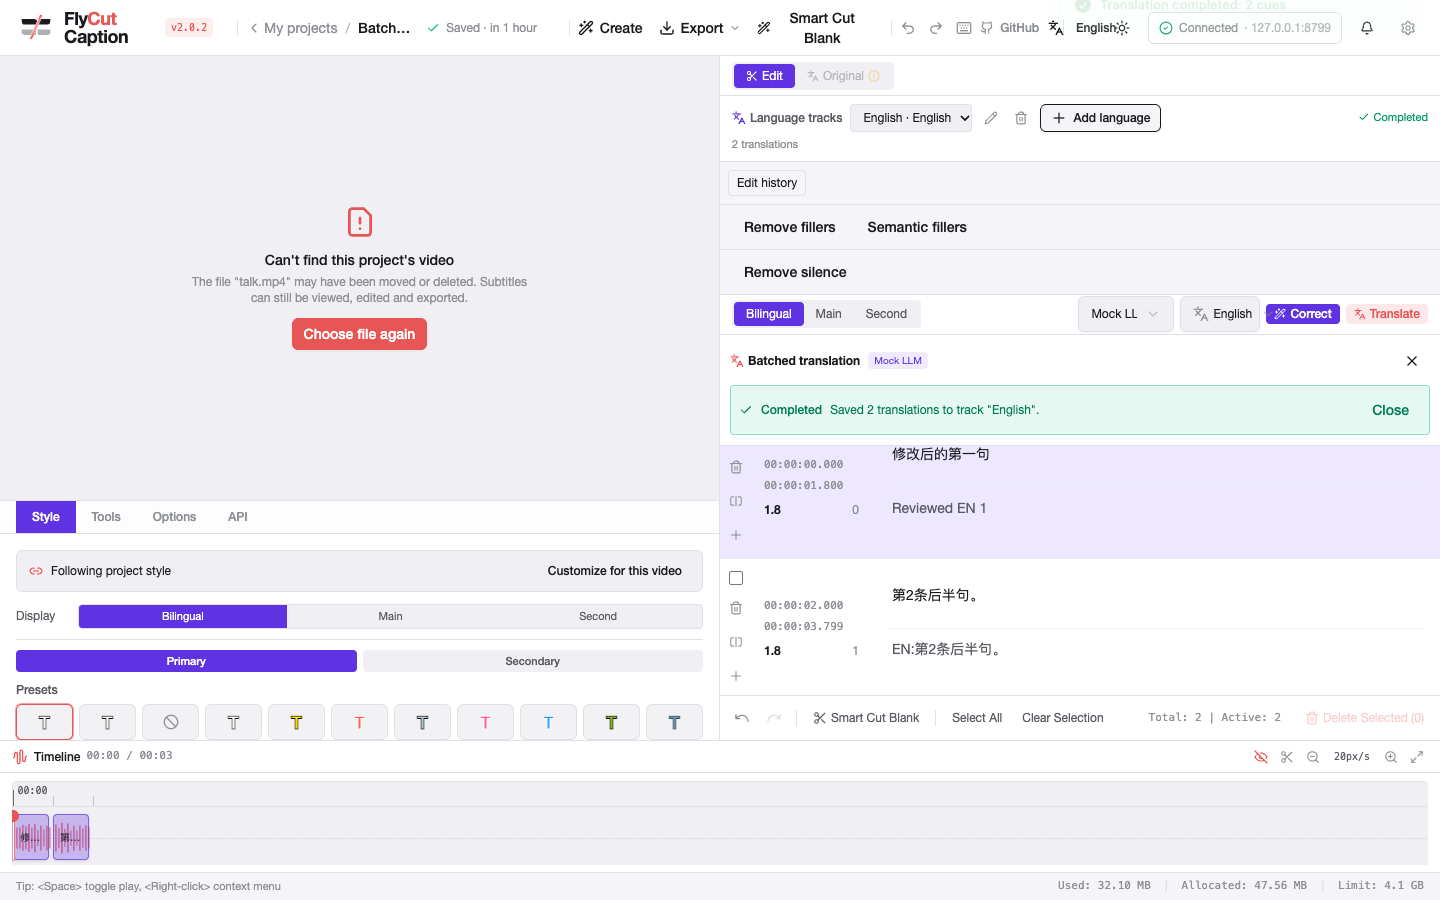 FlyCut Caption
v2.0.2
My projects / Batch...
Saved · in 1 hour
Create
Export
Smart Cut Blank
GitHub
English
Translation completed: 2 cues
Connected · 127.0.0.1:8799
Can't find this project's video
The file "talk.mp4" may have been moved or deleted. Subtitles
can still be viewed, edited and exported.
Choose file again
Style
Tools
Options
API
Following project style
Customize for this video
Display
Bilingual
Main
Second
Primary
Secondary
Presets
T T T T T T T T T T
Edit
Original
Language tracks
English · English
Add language
Completed
2 translations
Edit history
Remove fillers
Semantic fillers
Remove silence
Bilingual
Main
Second
Mock LL
English
Correct
Translate
Batched translation
Mock LLM
Completed Saved 2 translations to track "English".
Close
00:00:00.000
00:00:01.800
1.8
0
修改后的第一句
Reviewed EN 1
00:00:02.000
00:00:03.799
1.8
1
第2条后半句。
EN:第2条后半句。
Smart Cut Blank
Select All
Clear Selection
Total: 2 | Active: 2
Delete Selected (0)
Timeline
00:00 / 00:03
20px/s
00:00
修...
第...
Tip: <Space> toggle play, <Right-click> context menu
Used: 32.10 MB
Allocated: 47.56 MB
Limit: 4.1 GB